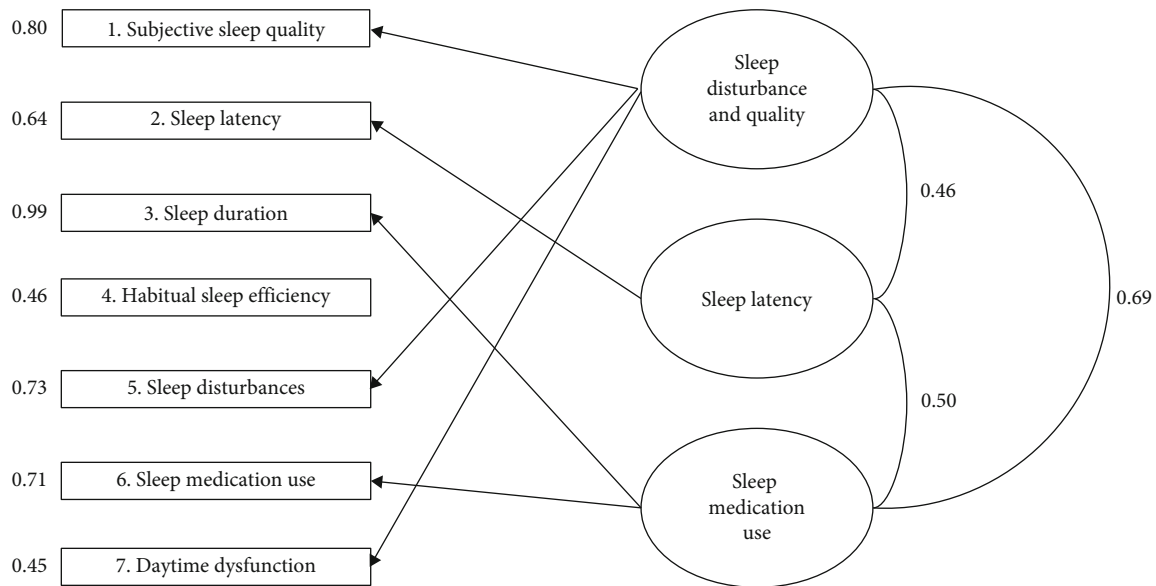 0.80 1. Subjective sleep quality
0.64 2. Sleep latency
0.99 3. Sleep duration
0.46 4. Habitual sleep efficiency
0.73 5. Sleep disturbances
0.71 6. Sleep medication use
0.45 7. Daytime dysfunction
Sleep
disturbance
and quality
Sleep latency
Sleep
medication
use
0.46
0.50
0.69